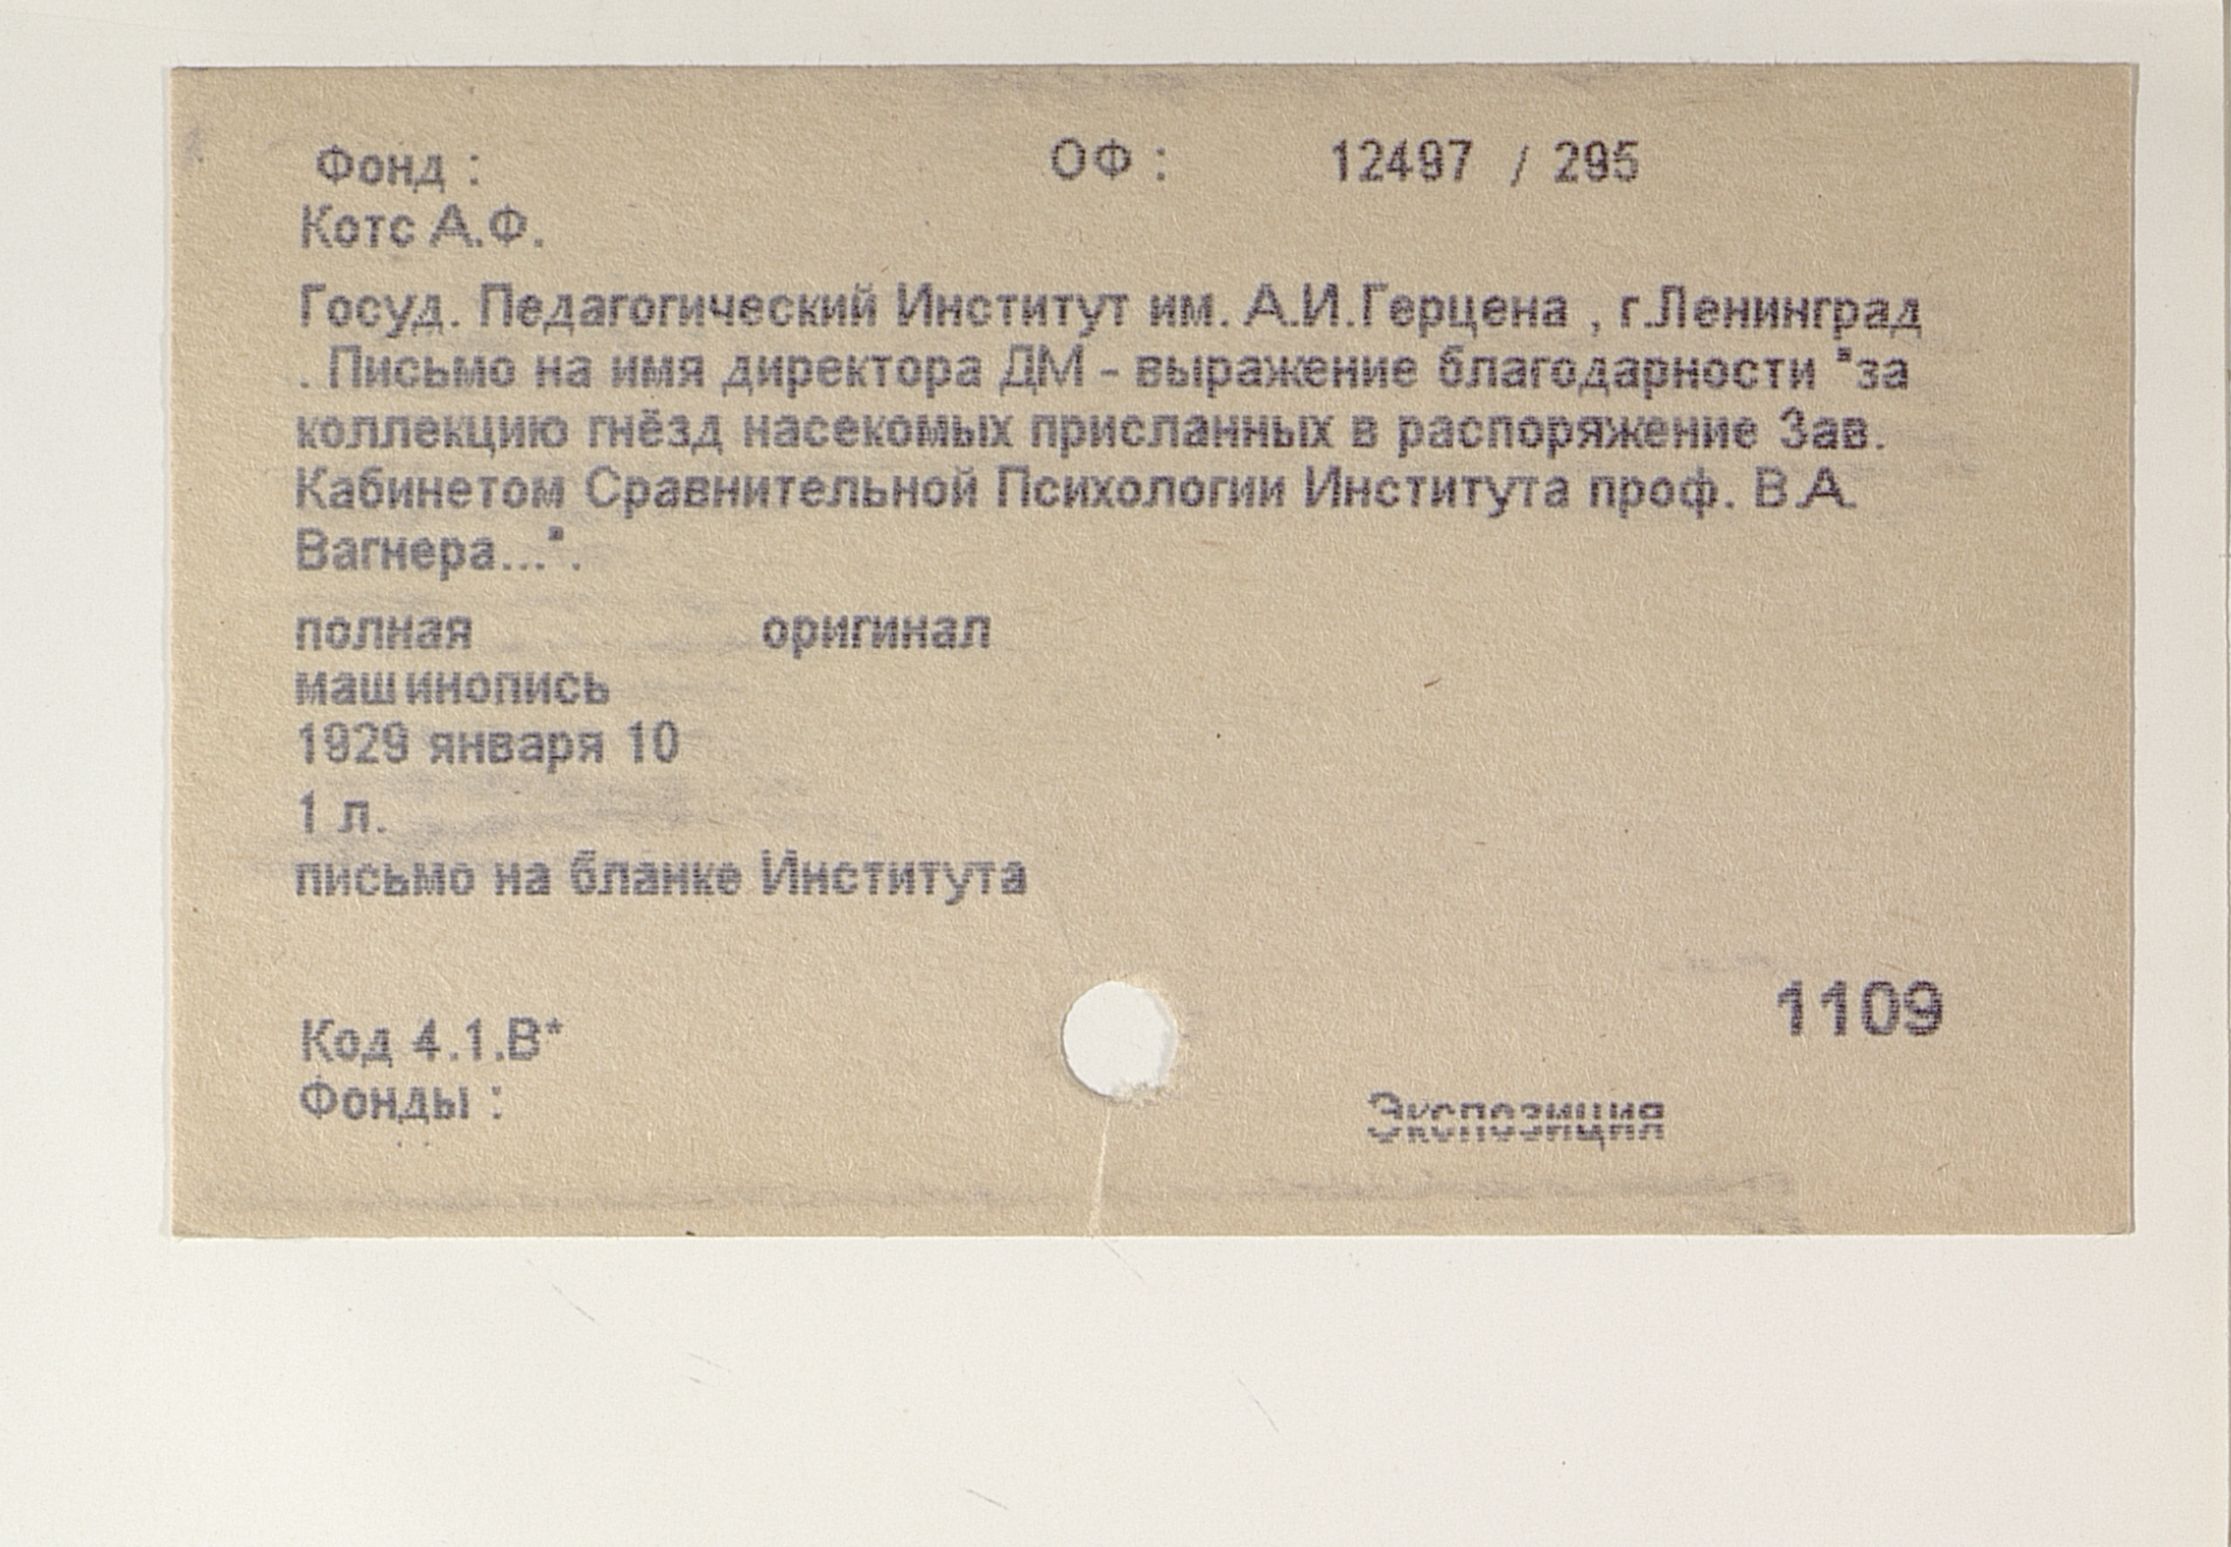 Фонд : ОФ : 12497 / 295
Котс А.Ф.
Госуд. Педагогический Институт им. А.И.Герцена , г.Ленинград
. Письмо на имя директора ДМ - выражение благодарности "за
коллекцию гнёзд насекомых присланных в распоряжение Зав.
Кабинетом Сравнительной Психологии Института проф. В.А.
Вагнера...".
полная оригинал
машинопись
1929 января 10
1 л.
письмо на бланке Института
1109
Код 4.1.В*
Фонды :
Экспозиция